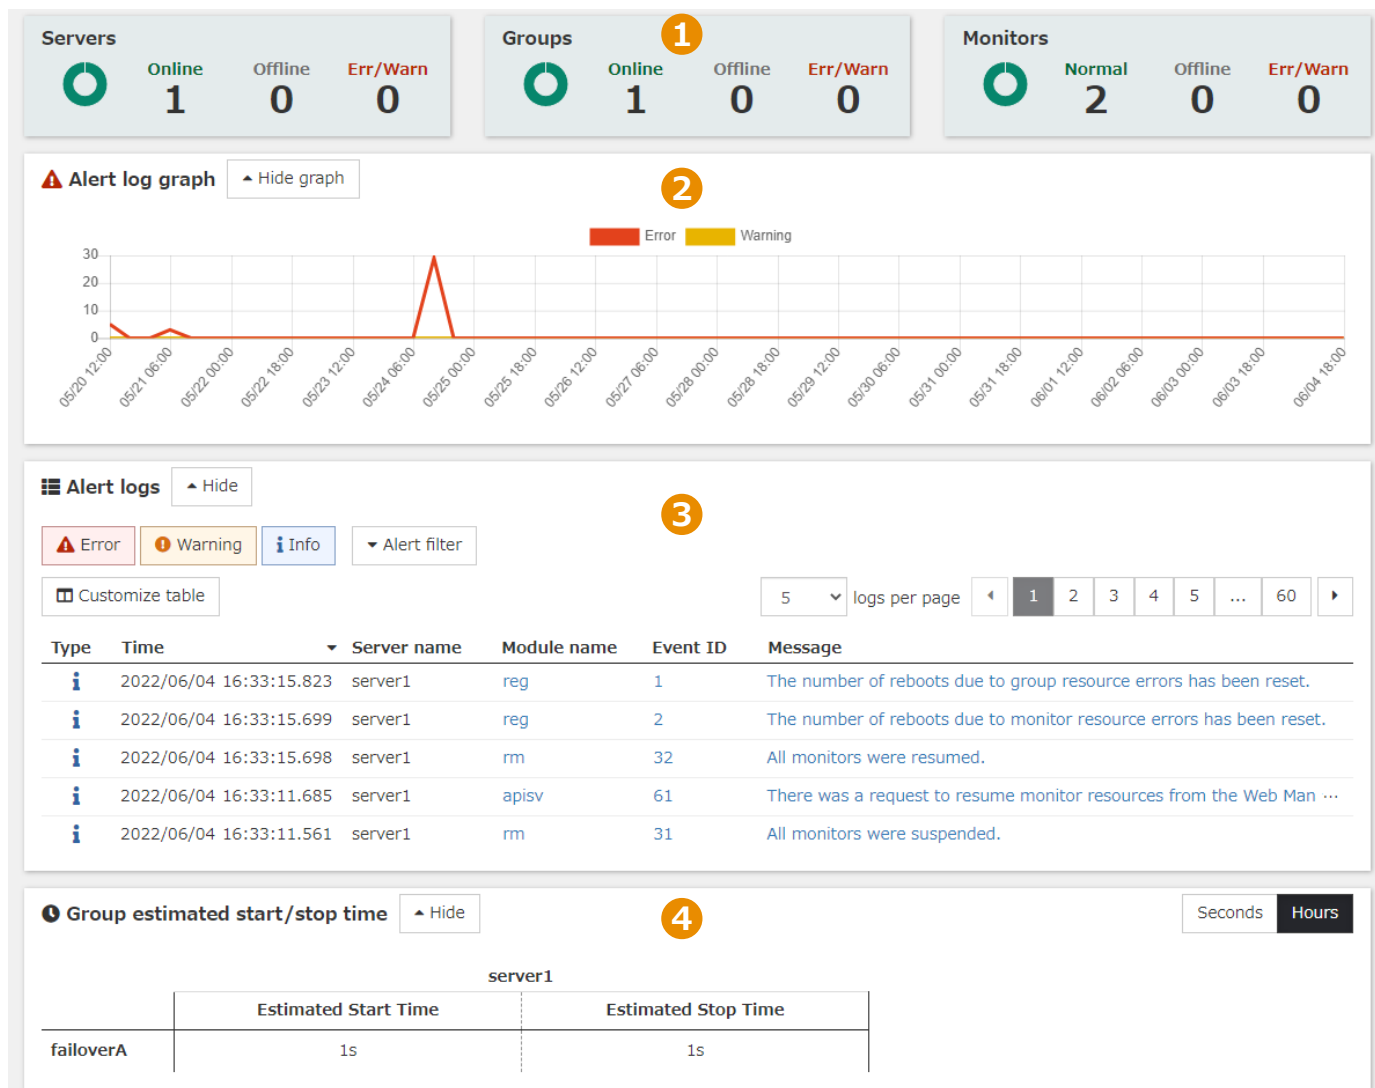 Servers
Online Offline Err/Warn
1 0 0
Groups
Online Offline Err/Warn
1 0 0
Monitors
Normal Offline Err/Warn
2 0 0
1
Alert log graph Hide graph
2
Error Warning
30
20
10
0
05/20 12:00 05/21 06:00 05/22 00:00 05/22 18:00 05/23 12:00 05/24 06:00 05/25 00:00 05/25 18:00 05/26 12:00 05/27 06:00 05/28 00:00 05/28 18:00 05/29 12:00 05/30 06:00 05/31 00:00 05/31 18:00 06/01 12:00 06/02 06:00 06/03 00:00 06/03 18:00 06/04 18:00
Alert logs Hide
3
Error Warning Info Alert filter
Customize table 5 logs per page 1 2 3 4 5 ... 60
Type Time Server name Module name Event ID Message
2022/06/04 16:33:15.823 server1 reg 1 The number of reboots due to group resource errors has been reset.
2022/06/04 16:33:15.699 server1 reg 2 The number of reboots due to monitor resource errors has been reset.
2022/06/04 16:33:15.698 server1 rm 32 All monitors were resumed.
2022/06/04 16:33:11.685 server1 apisv 61 There was a request to resume monitor resources from the Web Man ...
2022/06/04 16:33:11.561 server1 rm 31 All monitors were suspended.
Group estimated start/stop time Hide
4
Seconds Hours
server1
Estimated Start Time Estimated Stop Time
failoverA 1s 1s